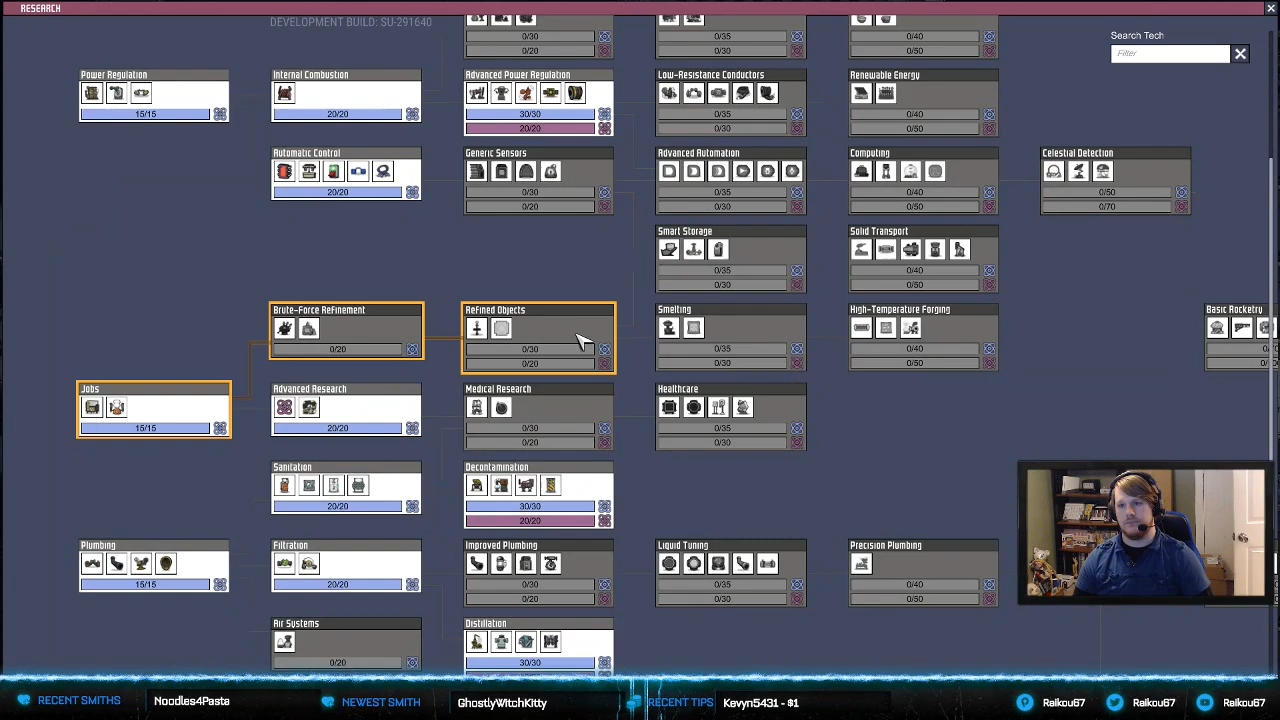 RESEARCH
DEVELOPMENT BUILD: SU-291640
Search Tech
Filter
0/30
0/20
0/35
0/30
0/40
0/50
Power Regulation
15/15
Internal Combustion
20/20
Advanced Power Regulation
30/30
20/20
Low-Resistance Conductors
0/35
0/30
Renewable Energy
0/40
0/50
Automatic Control
20/20
Generic Sensors
0/30
0/20
Advanced Automation
0/35
0/30
Computing
0/40
0/50
Celestial Detection
0/50
0/70
Smart Storage
0/35
0/30
Solid Transport
0/40
0/50
Brute-Force Refinement
0/20
Refined Objects
0/30
0/20
Smelting
0/35
0/30
High-Temperature Forging
0/40
0/50
Basic Rocketry
Jobs
15/15
Advanced Research
20/20
Medical Research
0/30
0/20
Healthcare
0/35
0/30
Sanitation
20/20
Decontamination
30/30
20/20
Plumbing
15/15
Filtration
20/20
Improved Plumbing
0/30
0/20
Liquid Tuning
0/35
0/30
Precision Plumbing
0/40
0/50
Air Systems
0/20
Distillation
30/30
RECENT SMITHS
Noodles4Pasta
NEWEST SMITH
GhostlyWitchKitty
RECENT TIPS
Kevyn5431 - $1
Raikou67
Raikou67
Raikou67